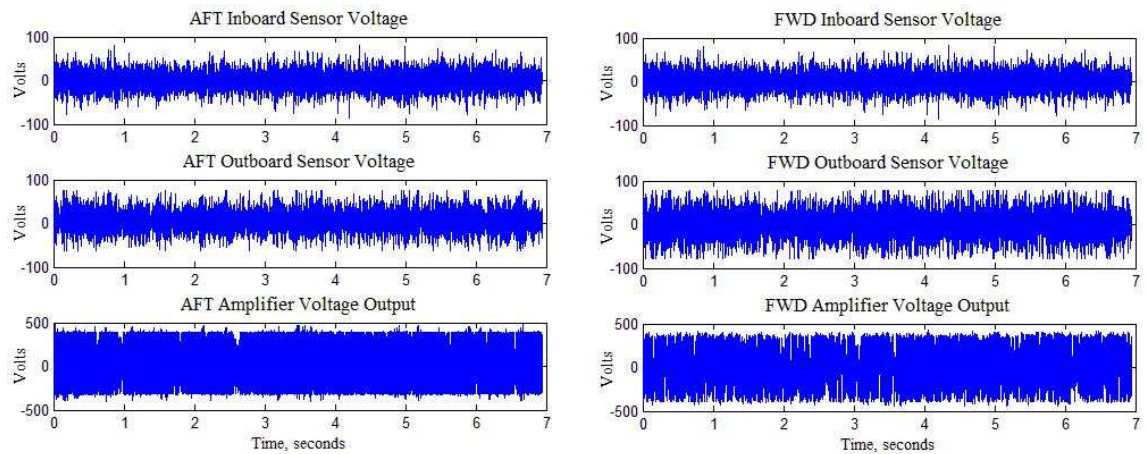 AFT Inboard Sensor Voltage
100
0
-100
Volts
0 1 2 3 4 5 6 7
AFT Outboard Sensor Voltage
100
0
-100
Volts
0 1 2 3 4 5 6 7
AFT Amplifier Voltage Output
500
0
-500
Volts
0 1 2 3 4 5 6 7
Time, seconds
FWD Inboard Sensor Voltage
100
0
-100
Volts
0 1 2 3 4 5 6 7
FWD Outboard Sensor Voltage
100
0
-100
Volts
0 1 2 3 4 5 6 7
FWD Amplifier Voltage Output
500
0
-500
Volts
0 1 2 3 4 5 6 7
Time, seconds